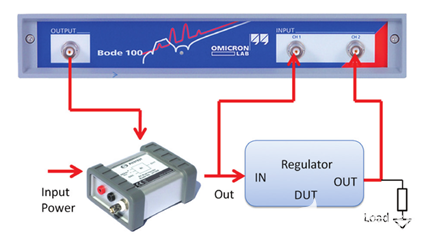 OUTPUT
Bode 100
OMICRON
LAB
INPUT
CH 1
CH 2
Input
Power
Out
IN
Regulator
DUT
OUT
Load